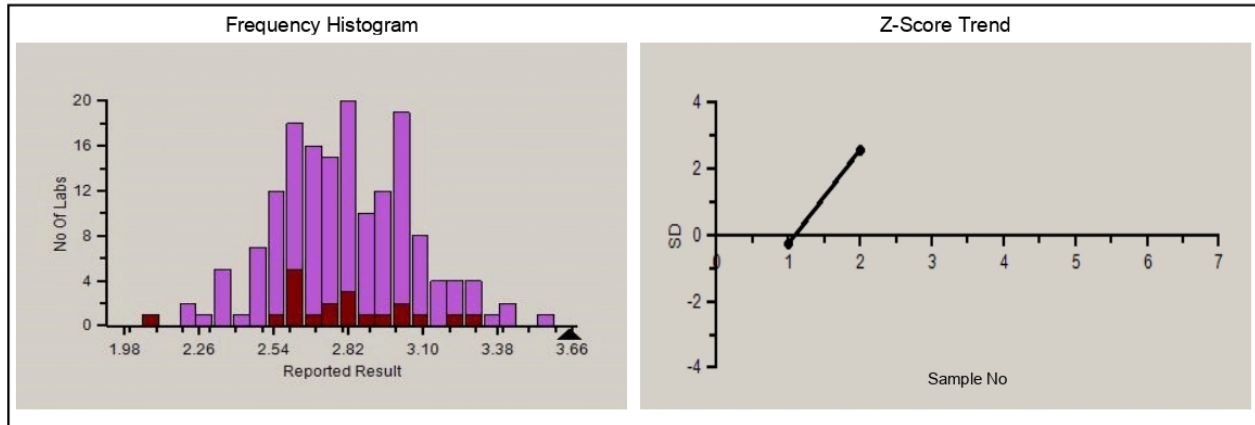 Frequency Histogram
20
16
12
8
4
0
No Of Labs
1.98 2.26 2.54 2.82 3.10 3.38 3.66
Reported Result
Z-Score Trend
4
2
0
-2
-4
SD
0 1 2 3 4 5 6 7
Sample No